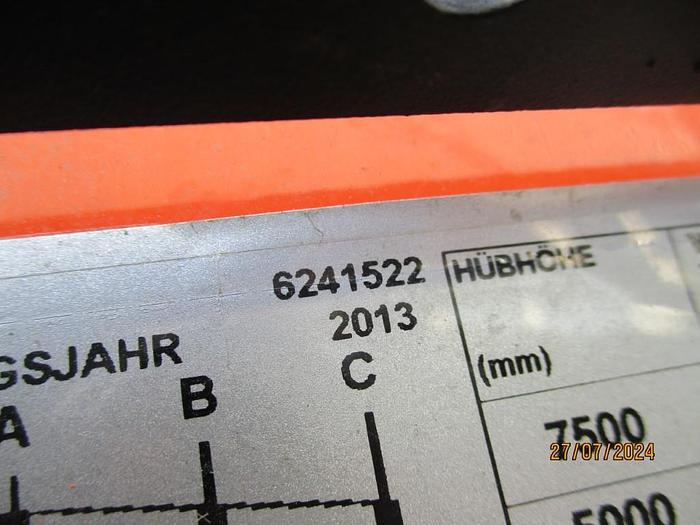 6241522
2013
GSJAHR
A B C
HÜBHÖHE
(mm)
7500
5000
27/07/2024